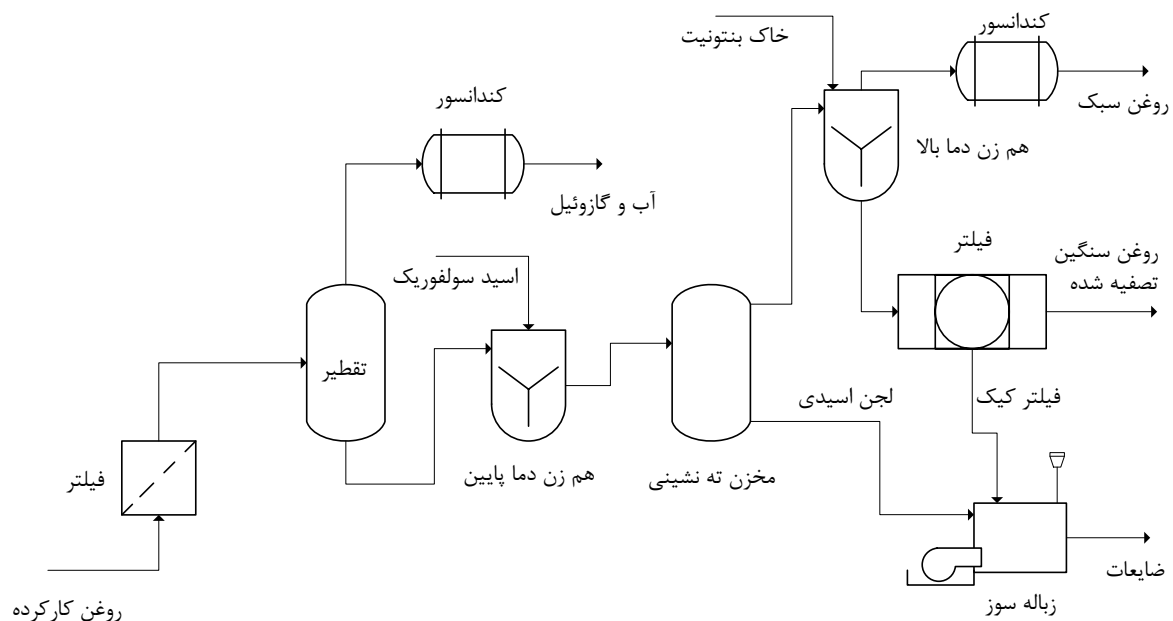 خاک بنتونیت
کندانسور
روغن سبک
کندانسور
هم زن دما بالا
آب و گازوئیل
فیلتر
روغن سنگین
تصفیه شده
اسید سولفوریک
تقطیر
لجن اسیدی
فیلتر کیک
فیلتر
هم زن دما پایین
مخزن ته نشینی
ضایعات
زباله سوز
روغن کارکرده